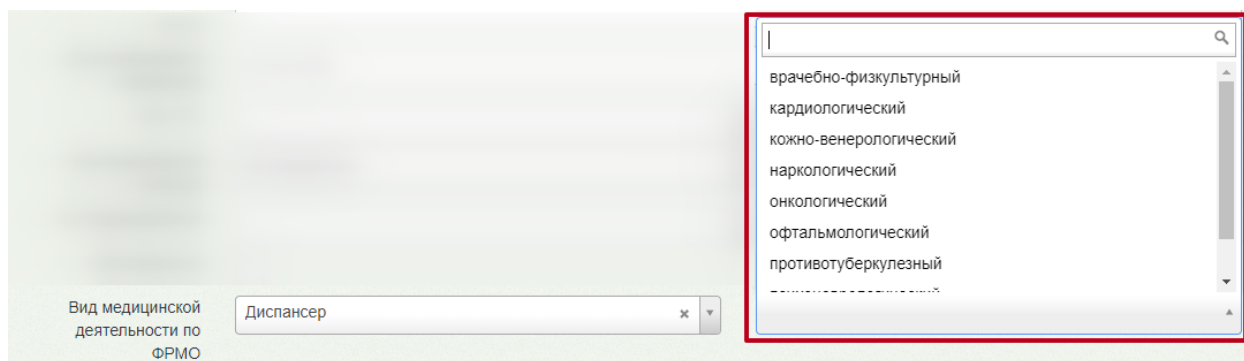 врачебно-физкультурный
кардиологический
кожно-венерологический
наркологический
онкологический
офтальмологический
противотуберкулезный
Вид медицинской
деятельности по
ФРМО
Диспансер